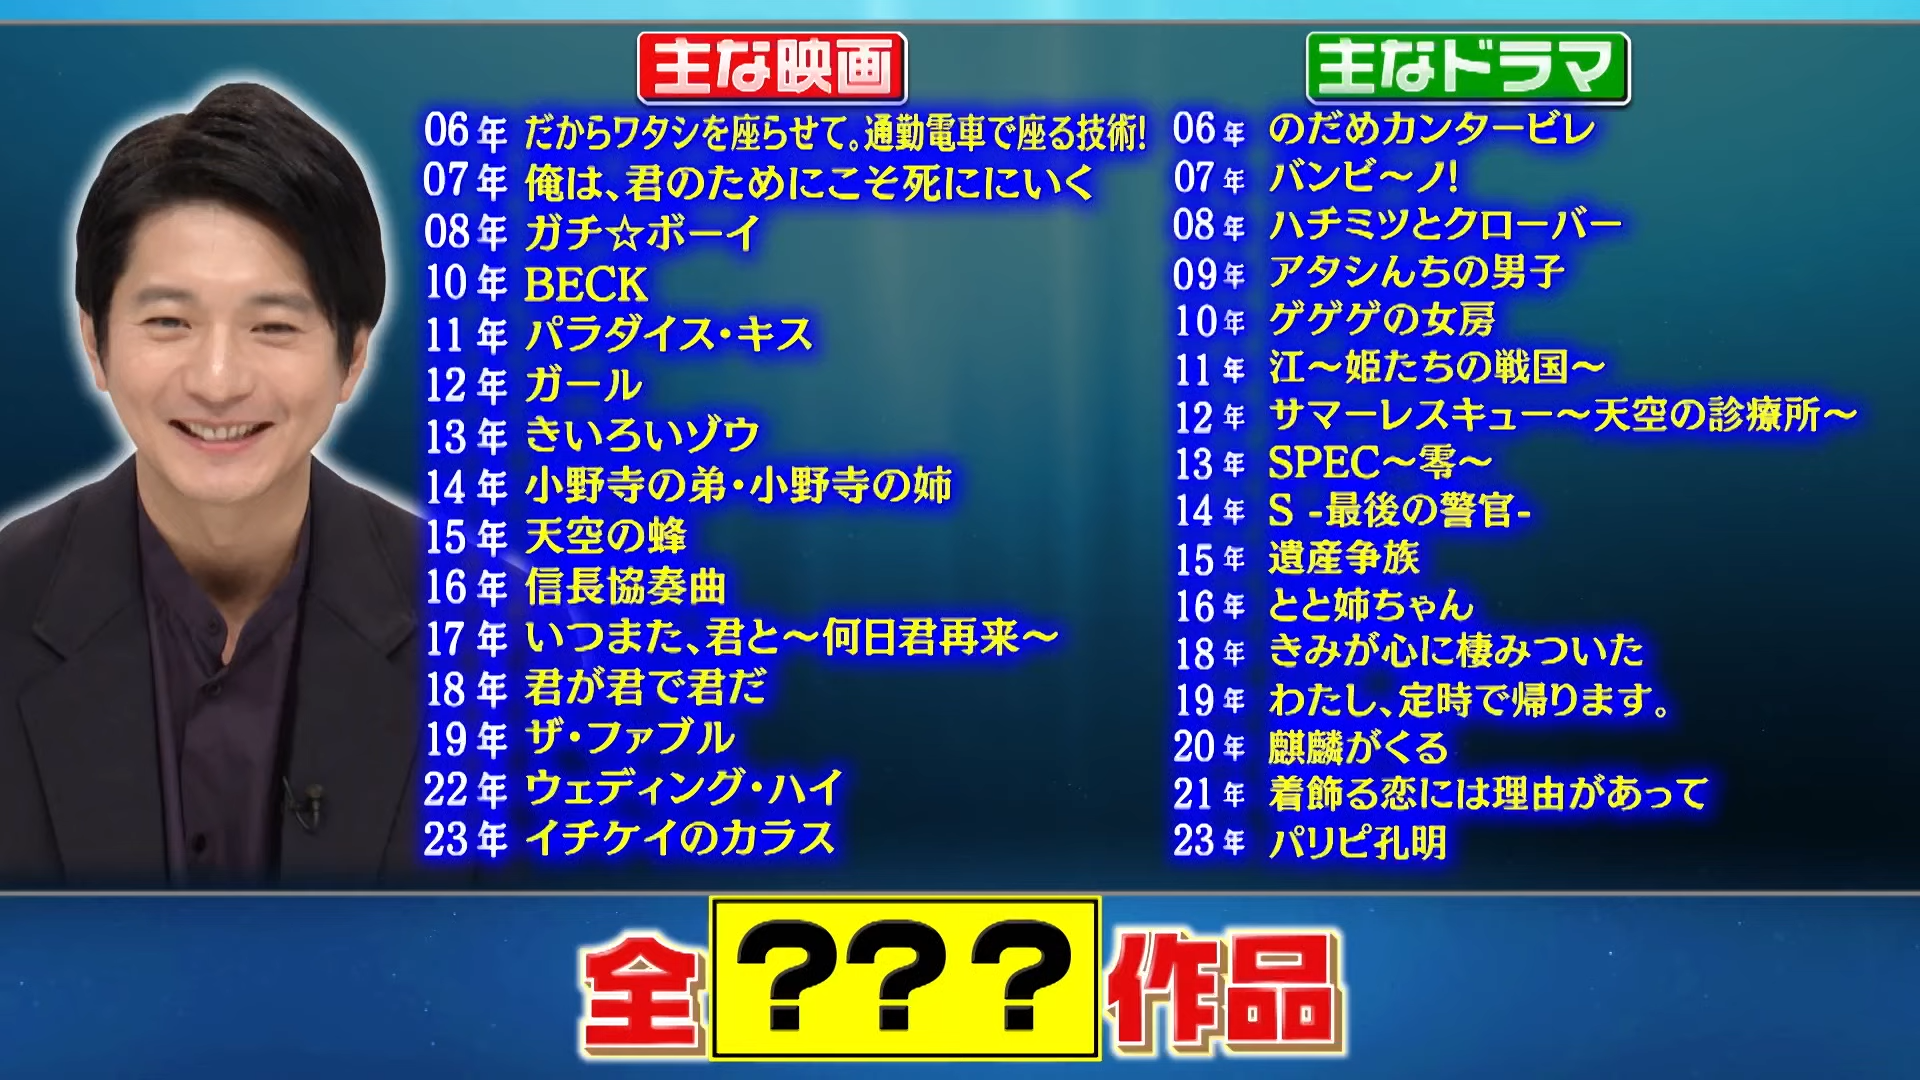 主な映画
06年 だからワタシを座らせて。通勤電車で座る技術!
07年 俺は、君のためにこそ死ににいく
08年 ガチ☆ボーイ
10年 BECK
11年 パラダイス・キス
12年 ガール
13年 きいろいゾウ
14年 小野寺の弟・小野寺の姉
15年 天空の蜂
16年 信長協奏曲
17年 いつまた、君と〜何日君再来〜
18年 君が君で君だ
19年 ザ・ファブル
22年 ウェディング・ハイ
23年 イチケイのカラス
主なドラマ
06年 のだめカンタービレ
07年 バンビ〜ノ!
08年 ハチミツとクローバー
09年 アタシんちの男子
10年 ゲゲゲの女房
11年 江〜姫たちの戦国〜
12年 サマーレスキュー〜天空の診療所〜
13年 SPEC〜零〜
14年 S -最後の警官-
15年 遺産争族
16年 とと姉ちゃん
18年 きみが心に棲みついた
19年 わたし、定時で帰ります。
20年 麒麟がくる
21年 着飾る恋には理由があって
23年 パリピ孔明
全???作品